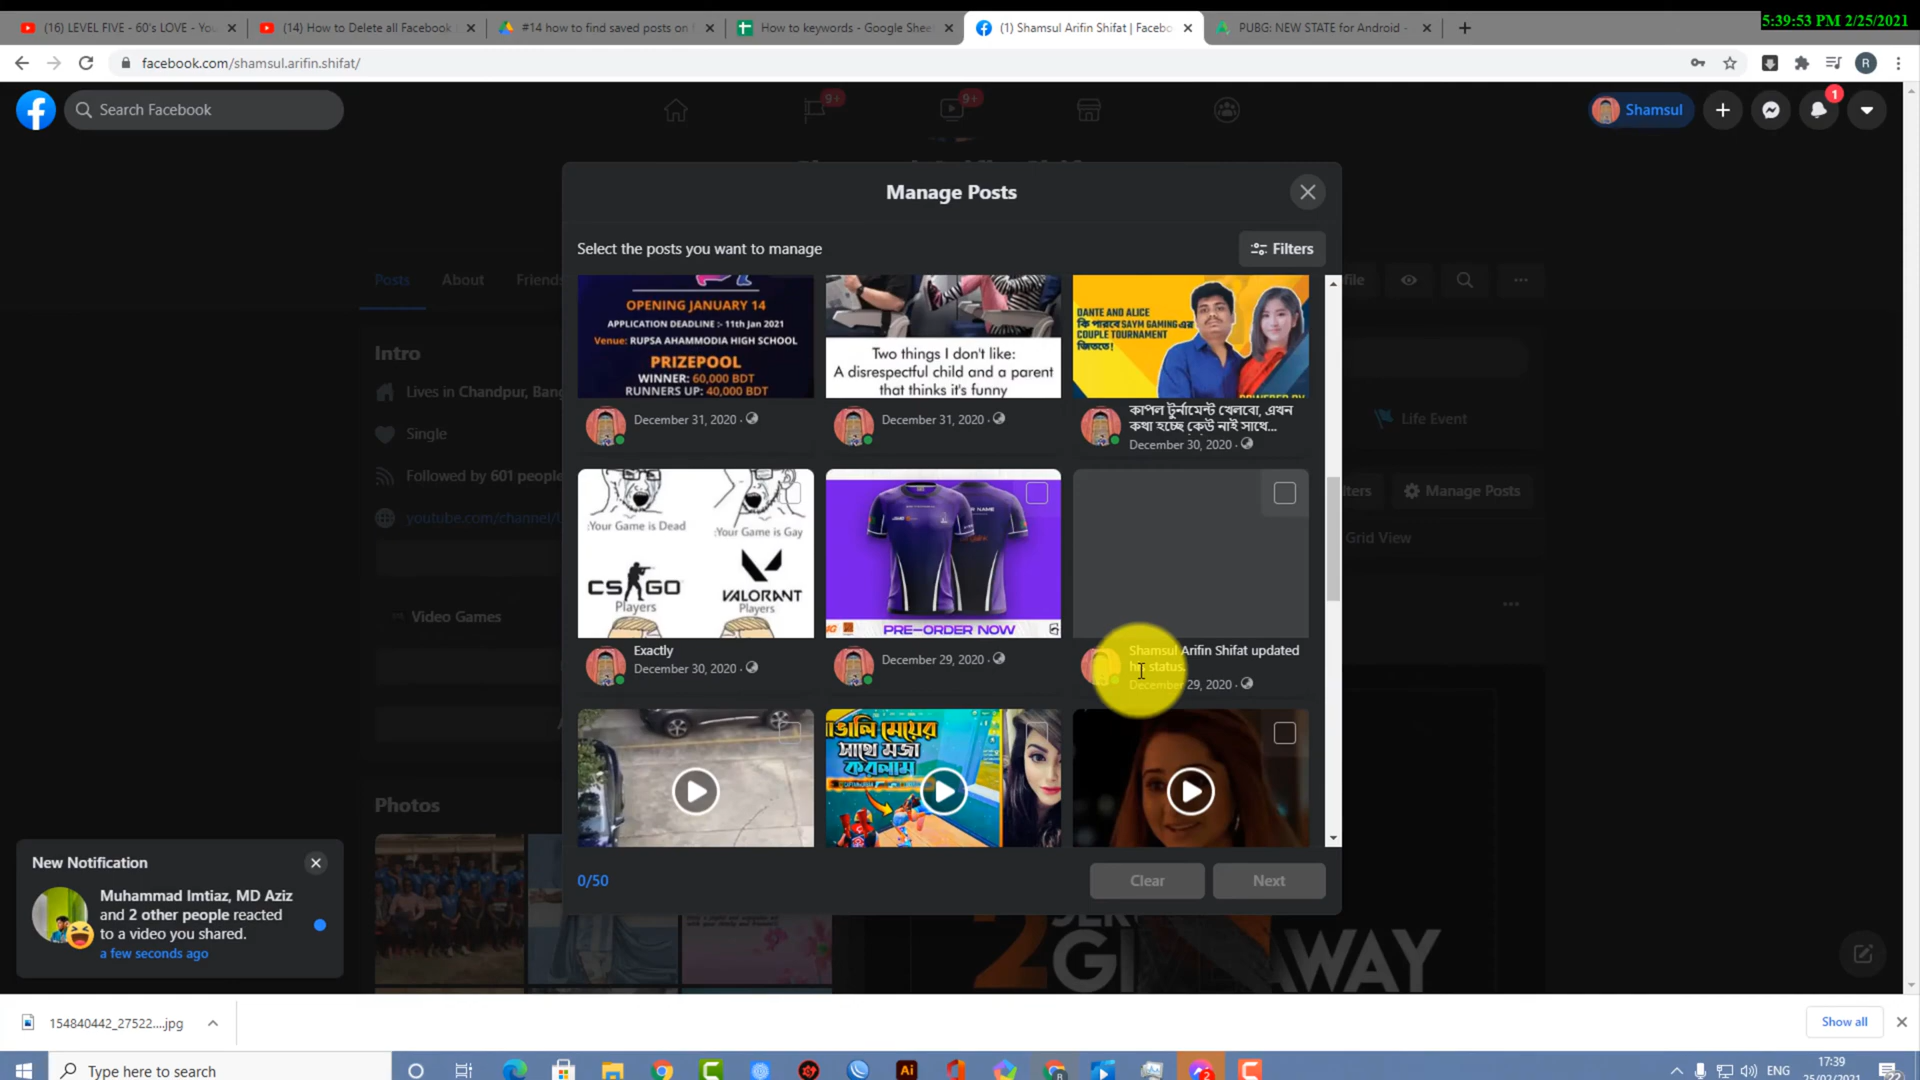 (16) LEVEL FIVE - 60's LOVE - You
(14) How to Delete all Facebook
#14 how to find saved posts on f
How to keywords - Google Sheet
(1) Shamsul Arifin Shifat | Facebo
PUBG: NEW STATE for Android -
5:39:53 PM 2/25/2021
facebook.com/shamsul.arifin.shifat/
R
Search Facebook
9+
9+
Shamsul
1
Manage Posts
Select the posts you want to manage
Filters
Posts
About
Friends
Intro
Lives in Chandpur, Bang
Single
Followed by 601 people
youtube.com/channel/U
Video Games
Photos
Life Event
Manage Posts
Grid View
OPENING JANUARY 14
APPLICATION DEADLINE :- 11th Jan 2021
Venue: RUPSA AHAMMODIA HIGH SCHOOL
PRIZEPOOL
WINNER: 60,000 BDT
RUNNERS UP: 40,000 BDT
December 31, 2020
Two things I don't like:
A disrespectful child and a parent
that thinks it's funny
December 31, 2020
DANTE AND ALICE
কি পারবে SAYM GAMING এর
COUPLE TOURNAMENT
জিততে!
POWERED BY
কাপল টুর্নামেন্ট খেলবো, এখন
কথা হচ্ছে কেউ নাই সাথে...
December 30, 2020
Your Game is Dead
Your Game is Gay
CS GO
Players
VALORANT
Players
Exactly
December 30, 2020
PRE-ORDER NOW
December 29, 2020
Shamsul Arifin Shifat updated
his status.
December 29, 2020
বাঙালি মেয়ের
সাথে মজা
করলাম
0/50
Clear
Next
New Notification
Muhammad Imtiaz, MD Aziz
and 2 other people reacted
to a video you shared.
a few seconds ago
GIVEAWAY
154840442_27522....jpg
Show all
Type here to search
Ai
ENG
17:39
25/02/2021